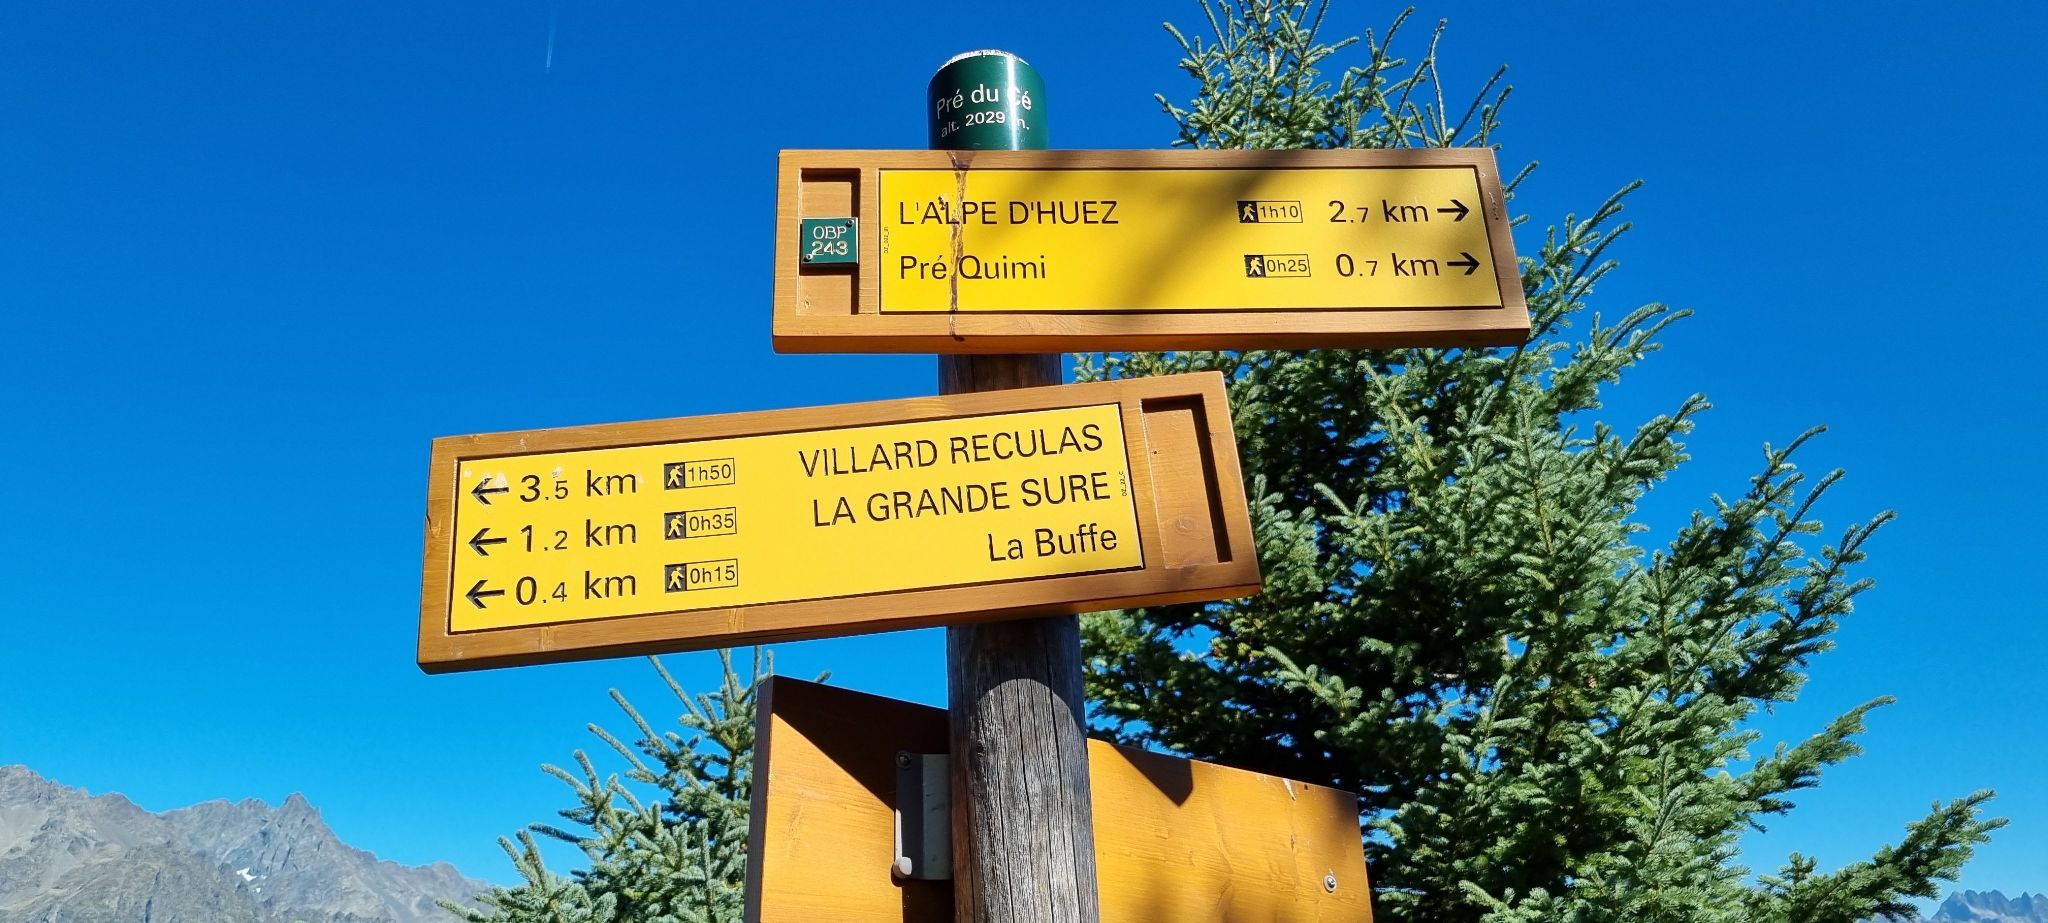 Pré du Cé
alt. 2029 m.
OBP
243
L'ALPE D'HUEZ 1h10 2.7 km →
Pré Quimi 0h25 0.7 km →
← 3.5 km 1h50 VILLARD RECULAS
← 1.2 km 0h35 LA GRANDE SURE
← 0.4 km 0h15 La Buffe